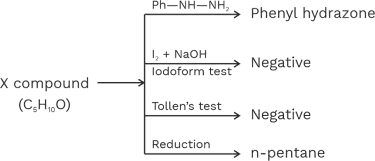 Ph—NH—NH₂
Phenyl hydrazone
I₂ + NaOH
Iodoform test
Negative
X compound
(C₅H₁₀O)
Tollen's test
Negative
Reduction
n-pentane